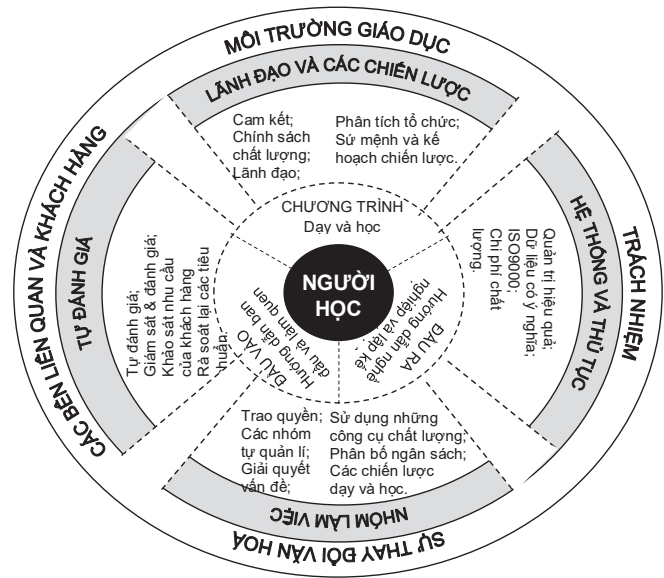 MÔI TRƯỜNG GIÁO DỤC
LÃNH ĐẠO VÀ CÁC CHIẾN LƯỢC
Cam kết;
Chính sách
chất lượng;
Lãnh đạo;
Phân tích tổ chức;
Sứ mệnh và kế
hoạch chiến lược.
TRÁCH NHIỆM
HỆ THỐNG VÀ THỦ TỤC
Quản trị hiệu quả;
Dữ liệu có ý nghĩa;
ISO9000;
Chi phí chất
lượng.
CHƯƠNG TRÌNH
Dạy và học
NGƯỜI
HỌC
ĐẦU RA
Hướng dẫn nghề
nghiệp và lập kế
ĐẦU VÀO
Hướng dẫn ban
đầu và làm quen
CÁC BÊN LIÊN QUAN VÀ KHÁCH HÀNG
TỰ ĐÁNH GIÁ
Tự đánh giá;
Giám sát & đánh giá;
Khảo sát nhu cầu
của khách hàng
Rà soát lại các tiêu
huẩn.
Trao quyền;
Các nhóm
tự quản lí;
Giải quyết
vấn đề;
Sử dụng những
công cụ chất lượng;
Phân bố ngân sách;
Các chiến lược
dạy và học.
NHÓM LÀM VIỆC
SỰ THAY ĐỔI VĂN HOÁ